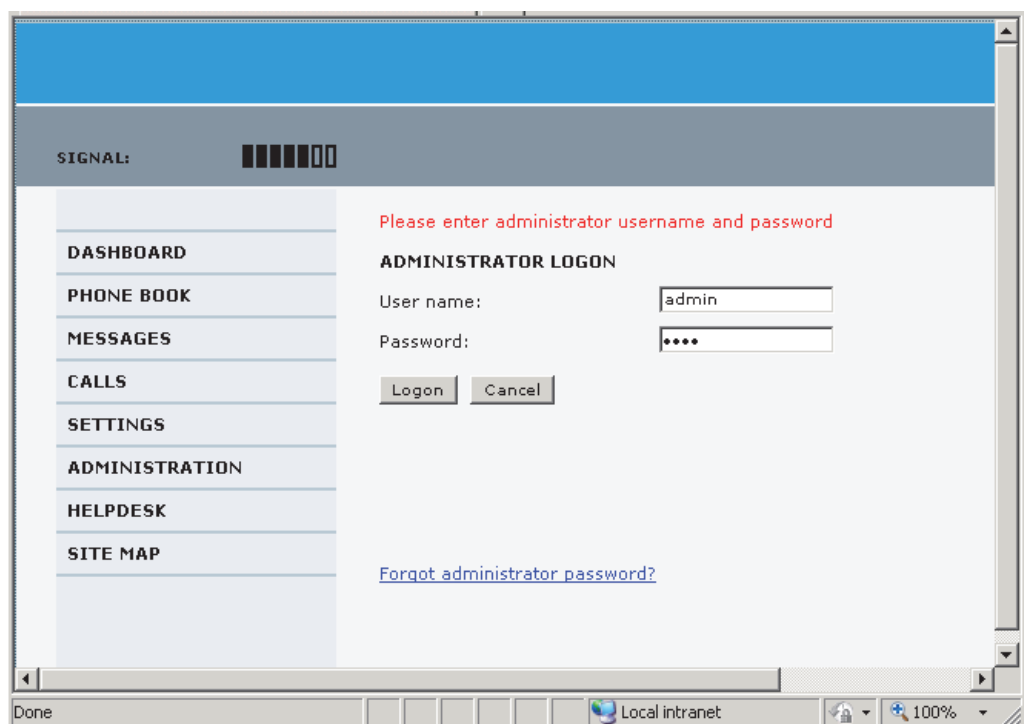 SIGNAL:
Please enter administrator username and password
DASHBOARD
ADMINISTRATOR LOGON
PHONE BOOK
User name:
admin
MESSAGES
Password:
••••
CALLS
Logon
Cancel
SETTINGS
ADMINISTRATION
HELPDESK
SITE MAP
Forgot administrator password?
Done
Local intranet
100%